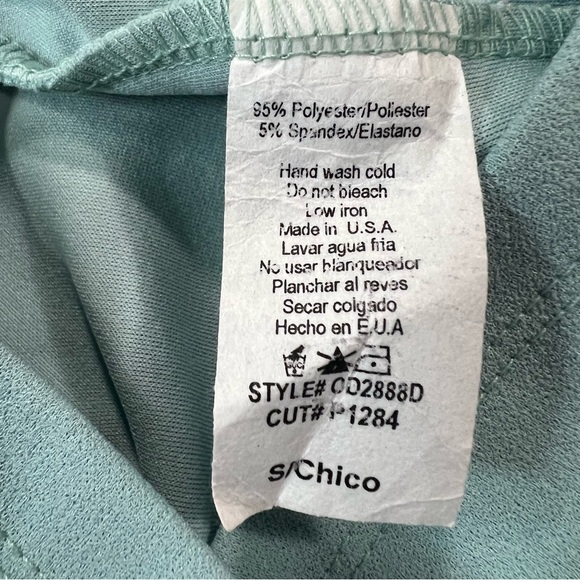 95% Polyester/Poliester
5% Spandex/Elastano
Hand wash cold
Do not bleach
Low iron
Made in U.S.A.
Lavar agua fria
No usar blanqueador
Planchar al reves
Secar colgado
Hecho en E.U.A
STYLE# OD2888D
CUT# P1284
S/Chico